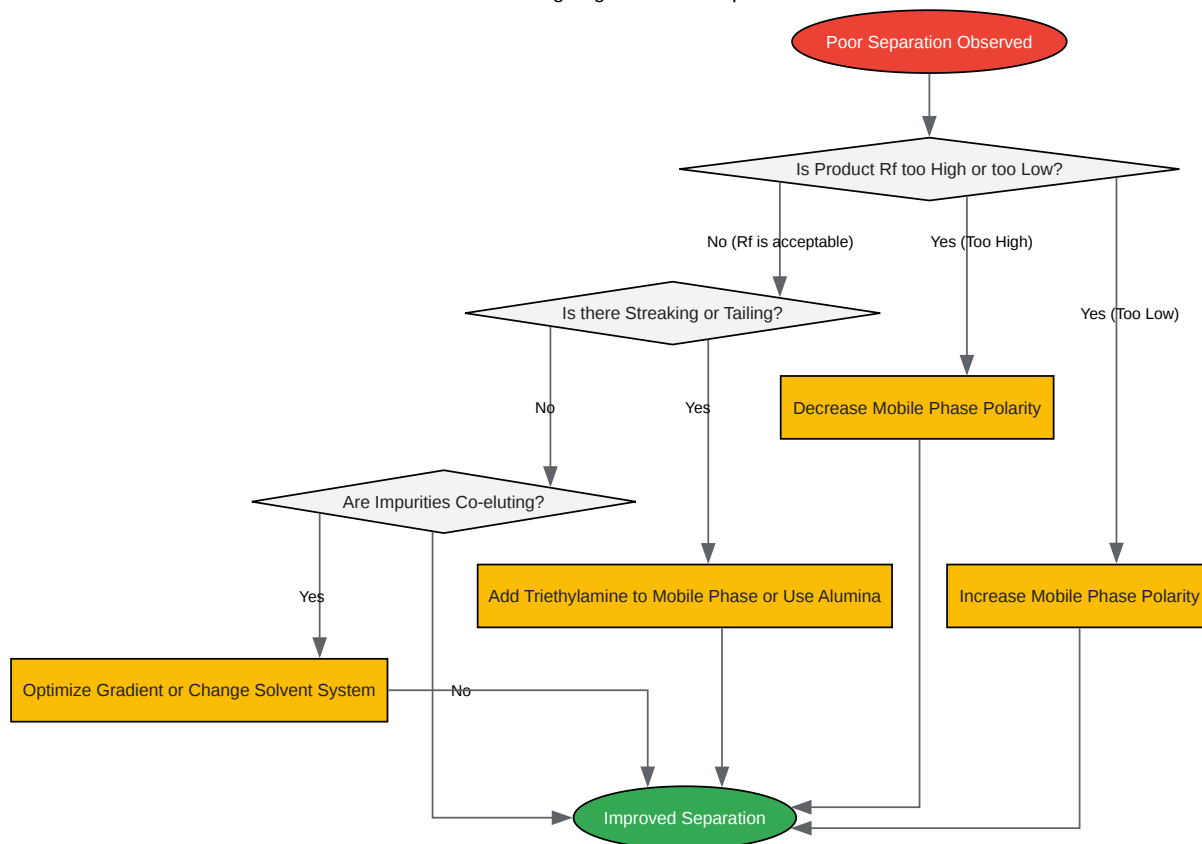 Poor Separation Observed
Is Product Rf too High or too Low?
No (Rf is acceptable)
Yes (Too High)
Yes (Too Low)
Is there Streaking or Tailing?
Decrease Mobile Phase Polarity
No
Yes
Are Impurities Co-eluting?
Yes
Add Triethylamine to Mobile Phase or Use Alumina
Increase Mobile Phase Polarity
Optimize Gradient or Change Solvent System
No
Improved Separation